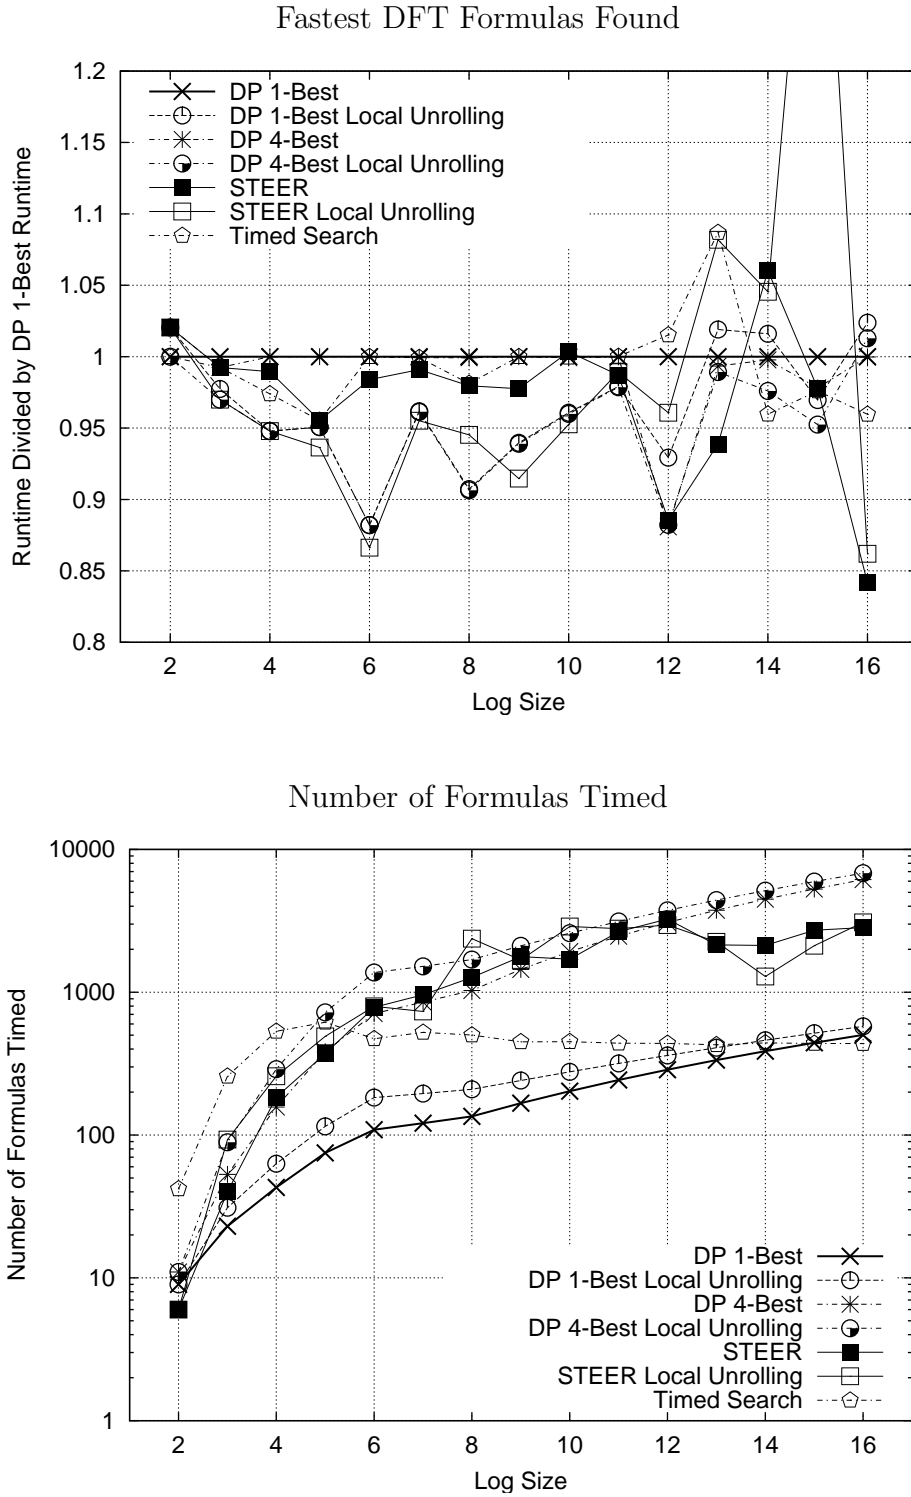 Fastest DFT Formulas Found
1.2
1.15
1.1
1.05
1
0.95
0.9
0.85
0.8
Runtime Divided by DP 1-Best Runtime
DP 1-Best
DP 1-Best Local Unrolling
DP 4-Best
DP 4-Best Local Unrolling
STEER
STEER Local Unrolling
Timed Search
2 4 6 8 10 12 14 16
Log Size
Number of Formulas Timed
10000
1000
100
10
1
Number of Formulas Timed
DP 1-Best
DP 1-Best Local Unrolling
DP 4-Best
DP 4-Best Local Unrolling
STEER
STEER Local Unrolling
Timed Search
2 4 6 8 10 12 14 16
Log Size